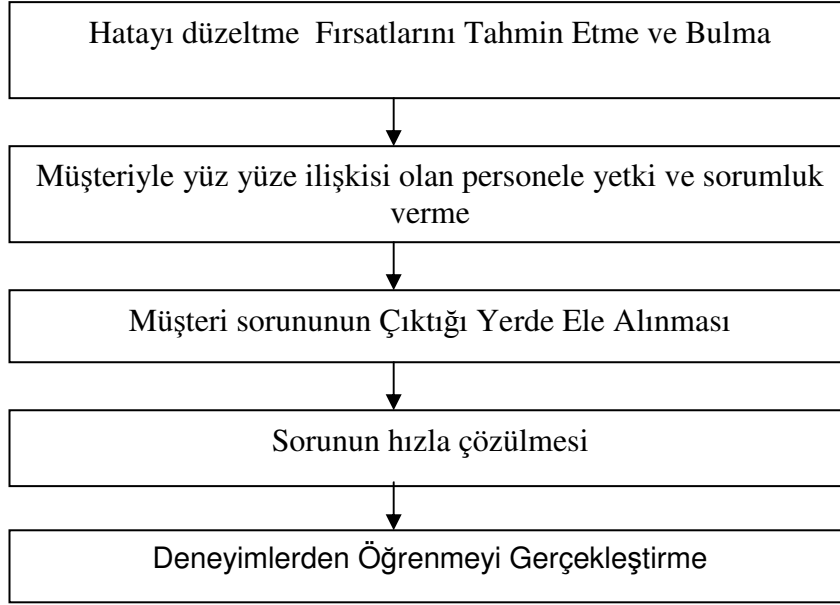 Hatayı düzeltme Fırsatlarını Tahmin Etme ve Bulma
Müşteriyle yüz yüze ilişkisi olan personele yetki ve sorumluk
verme
Müşteri sorununun Çıktığı Yerde Ele Alınması
Sorunun hızla çözülmesi
Deneyimlerden Öğrenmeyi Gerçekleştirme